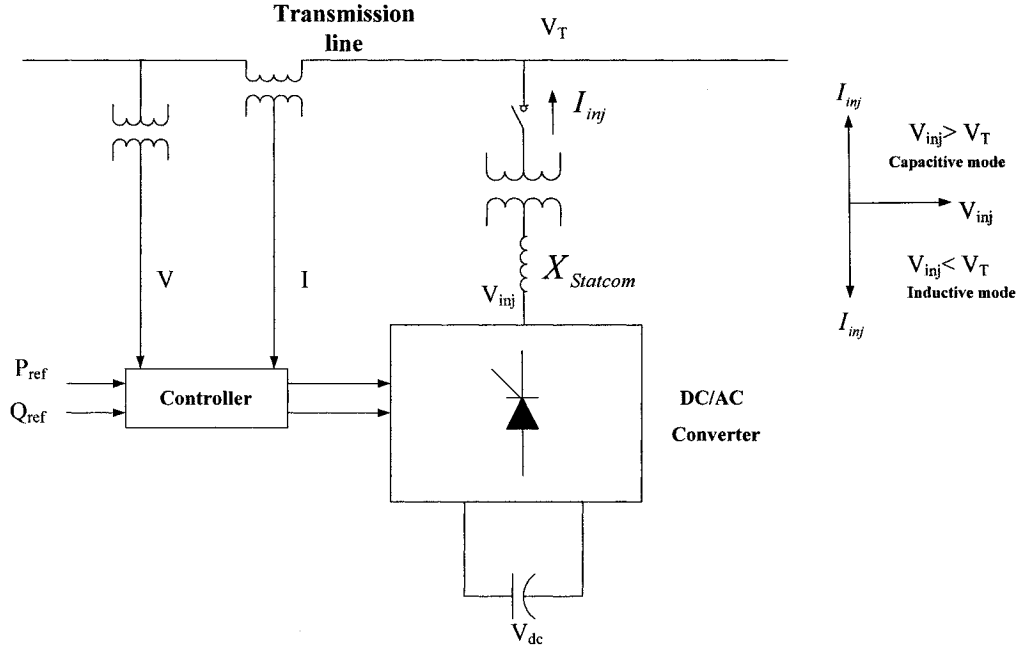 Transmission
line
V_T
I_inj
I_inj
V_inj> V_T
Capacitive mode
V_inj
V_inj< V_T
Inductive mode
I_inj
V
I
X_Statcom
V_inj
P_ref
Q_ref
Controller
DC/AC
Converter
V_dc